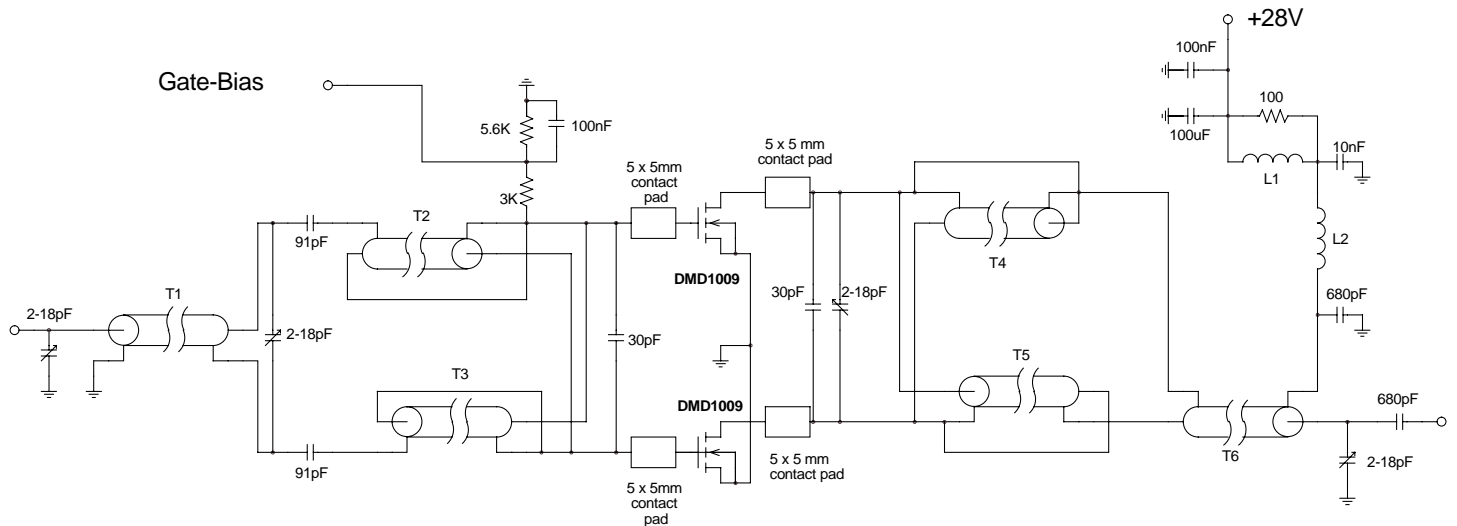 +28V
100nF
Gate-Bias
100
5.6K
100nF
100uF
5 x 5 mm
contact pad
10nF
L1
5 x 5mm
contact
pad
3K
T2
91pF
L2
T4
DMD1009
2-18pF
T1
30pF
2-18pF
680pF
2-18pF
30pF
T5
T3
DMD1009
680pF
91pF
5 x 5 mm
contact pad
T6
2-18pF
5 x 5mm
contact
pad